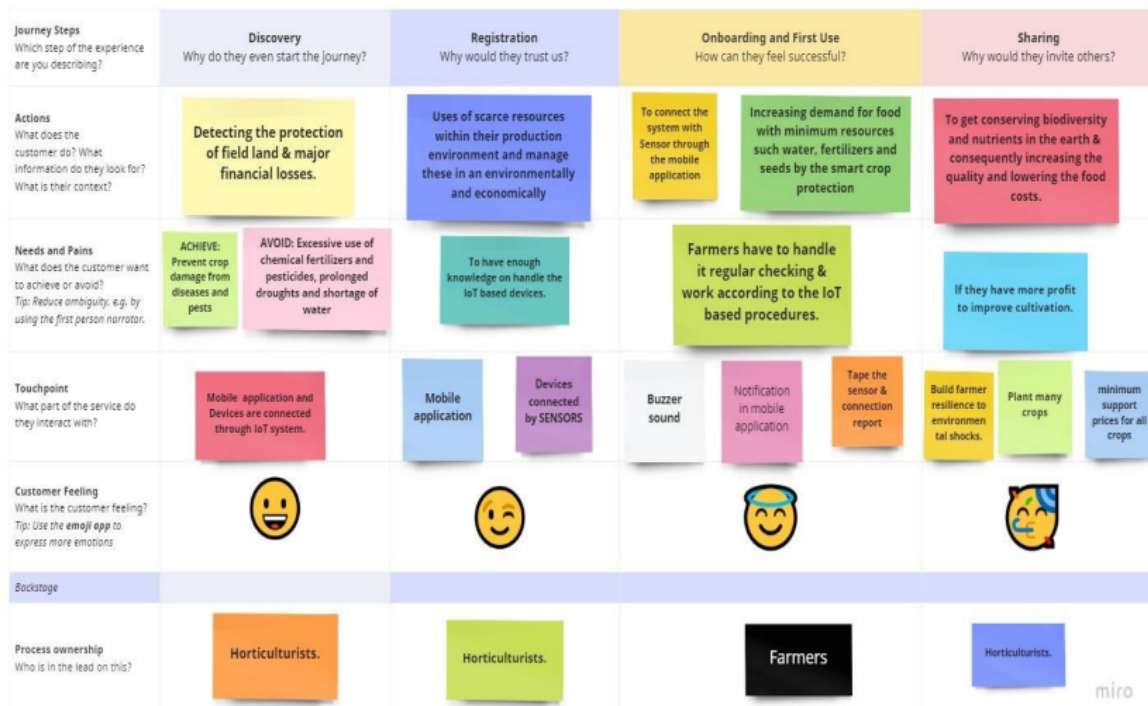 Journey Steps
Which step of the experience
are you describing?
Discovery
Why do they even start the journey?
Registration
Why would they trust us?
Onboarding and First Use
How can they feel successful?
Sharing
Why would they invite others?
Actions
What does the
customer do? What
information do they look for?
What is their context?
Detecting the protection
of field land & major
financial losses.
Uses of scarce resources
within their production
environment and manage
these in an environmentally
and economically
To connect the
system with
Sensor through
the mobile
application
Increasing demand for food
with minimum resources
such water, fertilizers and
seeds by the smart crop
protection
To get conserving biodiversity
and nutrients in the earth &
consequently increasing the
quality and lowering the food
costs.
Needs and Pains
What does the customer want
to achieve or avoid?
Tip: Reduce ambiguity, e.g. by
using the first person narrator.
ACHIEVE:
Prevent crop
damage from
diseases and
pests
AVOID: Excessive use of
chemical fertilizers and
pesticides, prolonged
droughts and shortage of
water
To have enough
knowledge on handle the
IoT based devices.
Farmers have to handle
it regular checking &
work according to the IoT
based procedures.
If they have more profit
to improve cultivation.
Touchpoint
What part of the service do
they interact with?
Mobile application and
Devices are connected
through IoT system.
Mobile
application
Devices
connected
by SENSORS
Buzzer
sound
Notification
in mobile
application
Tape the
sensor &
connection
report
Build farmer
resilience to
environmen
tal shocks.
Plant many
crops
minimum
support
prices for all
crops
Customer Feeling
What is the customer feeling?
Tip: Use the emoji app to
express more emotions
Backstage
Process ownership
Who is in the lead on this?
Horticulturists.
Horticulturists.
Farmers
Horticulturists.
miro